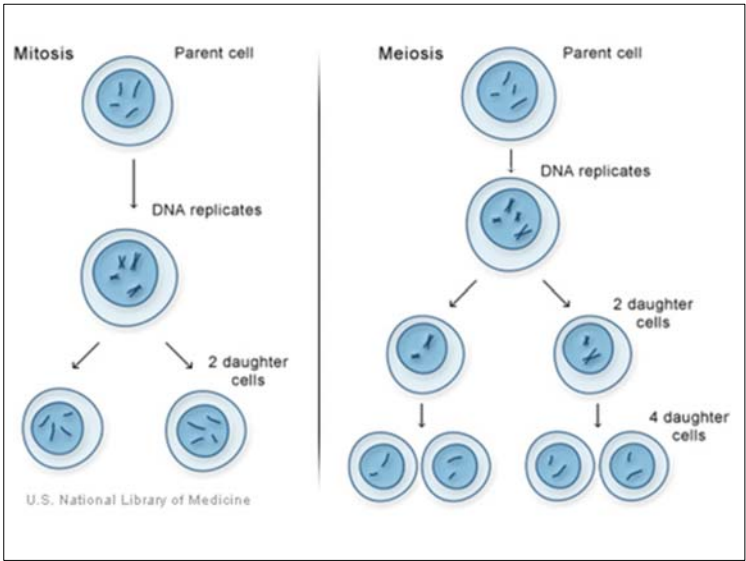 Mitosis
Parent cell
DNA replicates
2 daughter
cells
U.S. National Library of Medicine
Meiosis
Parent cell
DNA replicates
2 daughter
cells
4 daughter
cells